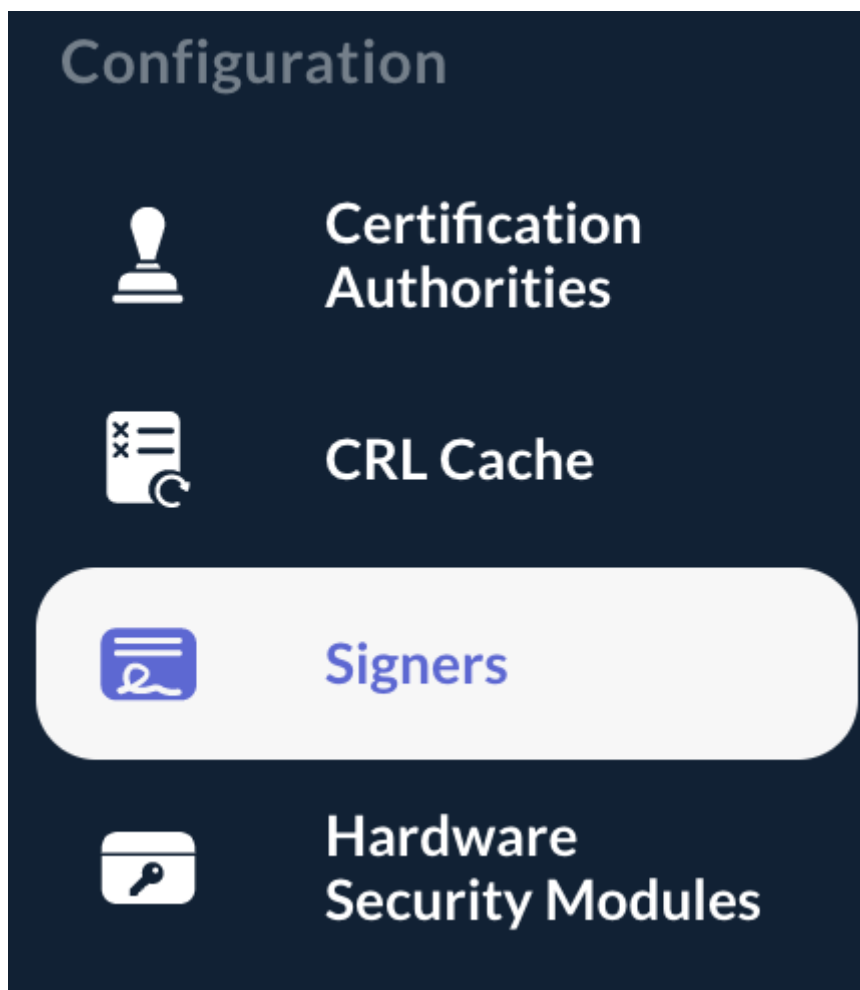 Configuration
Certification
Authorities
CRL Cache
Signers
Hardware
Security Modules